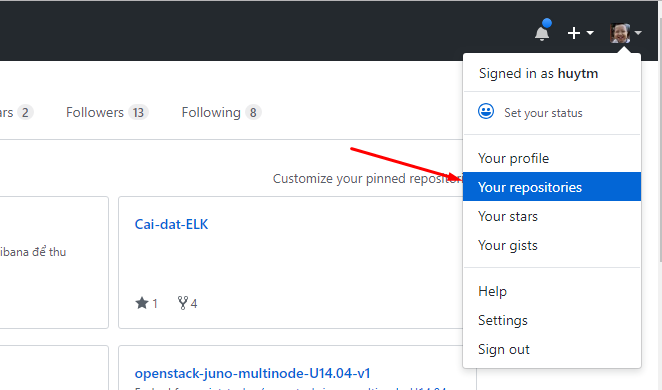 Signed in as huytm
Set your status
ars 2 Followers 13 Following 8
Your profile
Customize your pinned reposito
Your repositories
Your stars
Your gists
Cai-dat-ELK
ibana để thu
1 4
Help
Settings
Sign out
openstack-juno-multinode-U14.04-v1